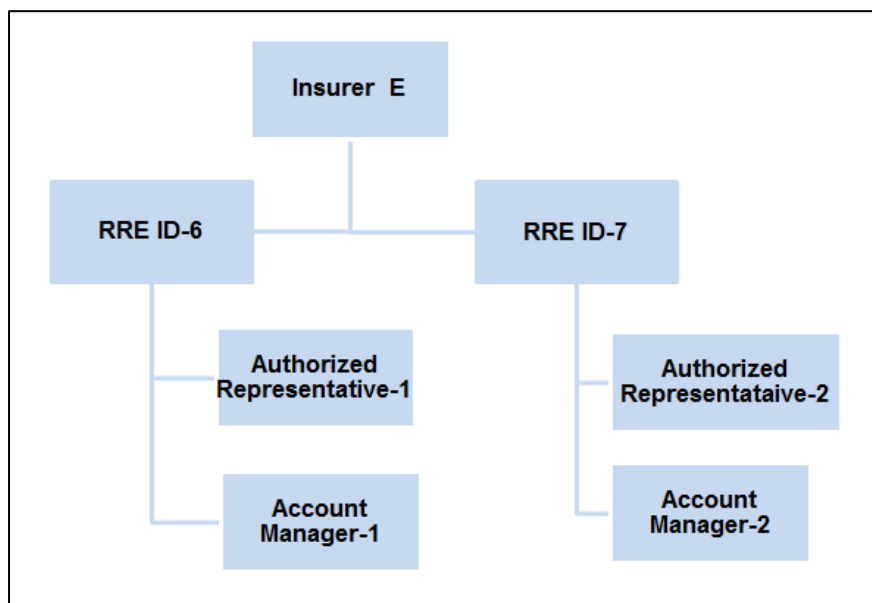 Insurer E
RRE ID-6
RRE ID-7
Authorized
Representative-1
Authorized
Representataive-2
Account
Manager-1
Account
Manager-2